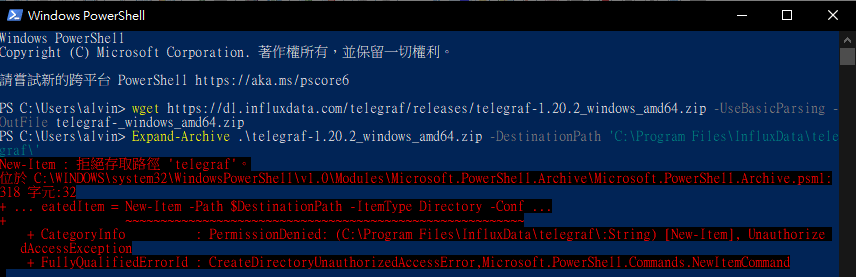 Windows PowerShell
Windows PowerShell
Copyright (C) Microsoft Corporation. 著作權所有，並保留一切權利。
請嘗試新的跨平台 PowerShell https://aka.ms/pscore6
PS C:\Users\alvin> wget https://dl.influxdata.com/telegraf/releases/telegraf-1.20.2_windows_amd64.zip -UseBasicParsing -
OutFile telegraf-_windows_amd64.zip
PS C:\Users\alvin> Expand-Archive .\telegraf-1.20.2_windows_amd64.zip -DestinationPath 'C:\Program Files\InfluxData\tele
graf\'
New-Item : 拒絕存取路徑 'telegraf'。
位於 C:\WINDOWS\system32\WindowsPowerShell\v1.0\Modules\Microsoft.PowerShell.Archive\Microsoft.PowerShell.Archive.psm1:
318 字元:32
+ ... eatedItem = New-Item -Path $DestinationPath -ItemType Directory -Conf ...
+                 ~~~~~~~~~~~~~~~~~~~~~~~~~~~~~~~~~~~~~~~~~~~~~~~~~~~~~~~~~
    + CategoryInfo          : PermissionDenied: (C:\Program Files\InfluxData\telegraf\:String) [New-Item], Unauthorize
   dAccessException
    + FullyQualifiedErrorId : CreateDirectoryUnauthorizedAccessError,Microsoft.PowerShell.Commands.NewItemCommand